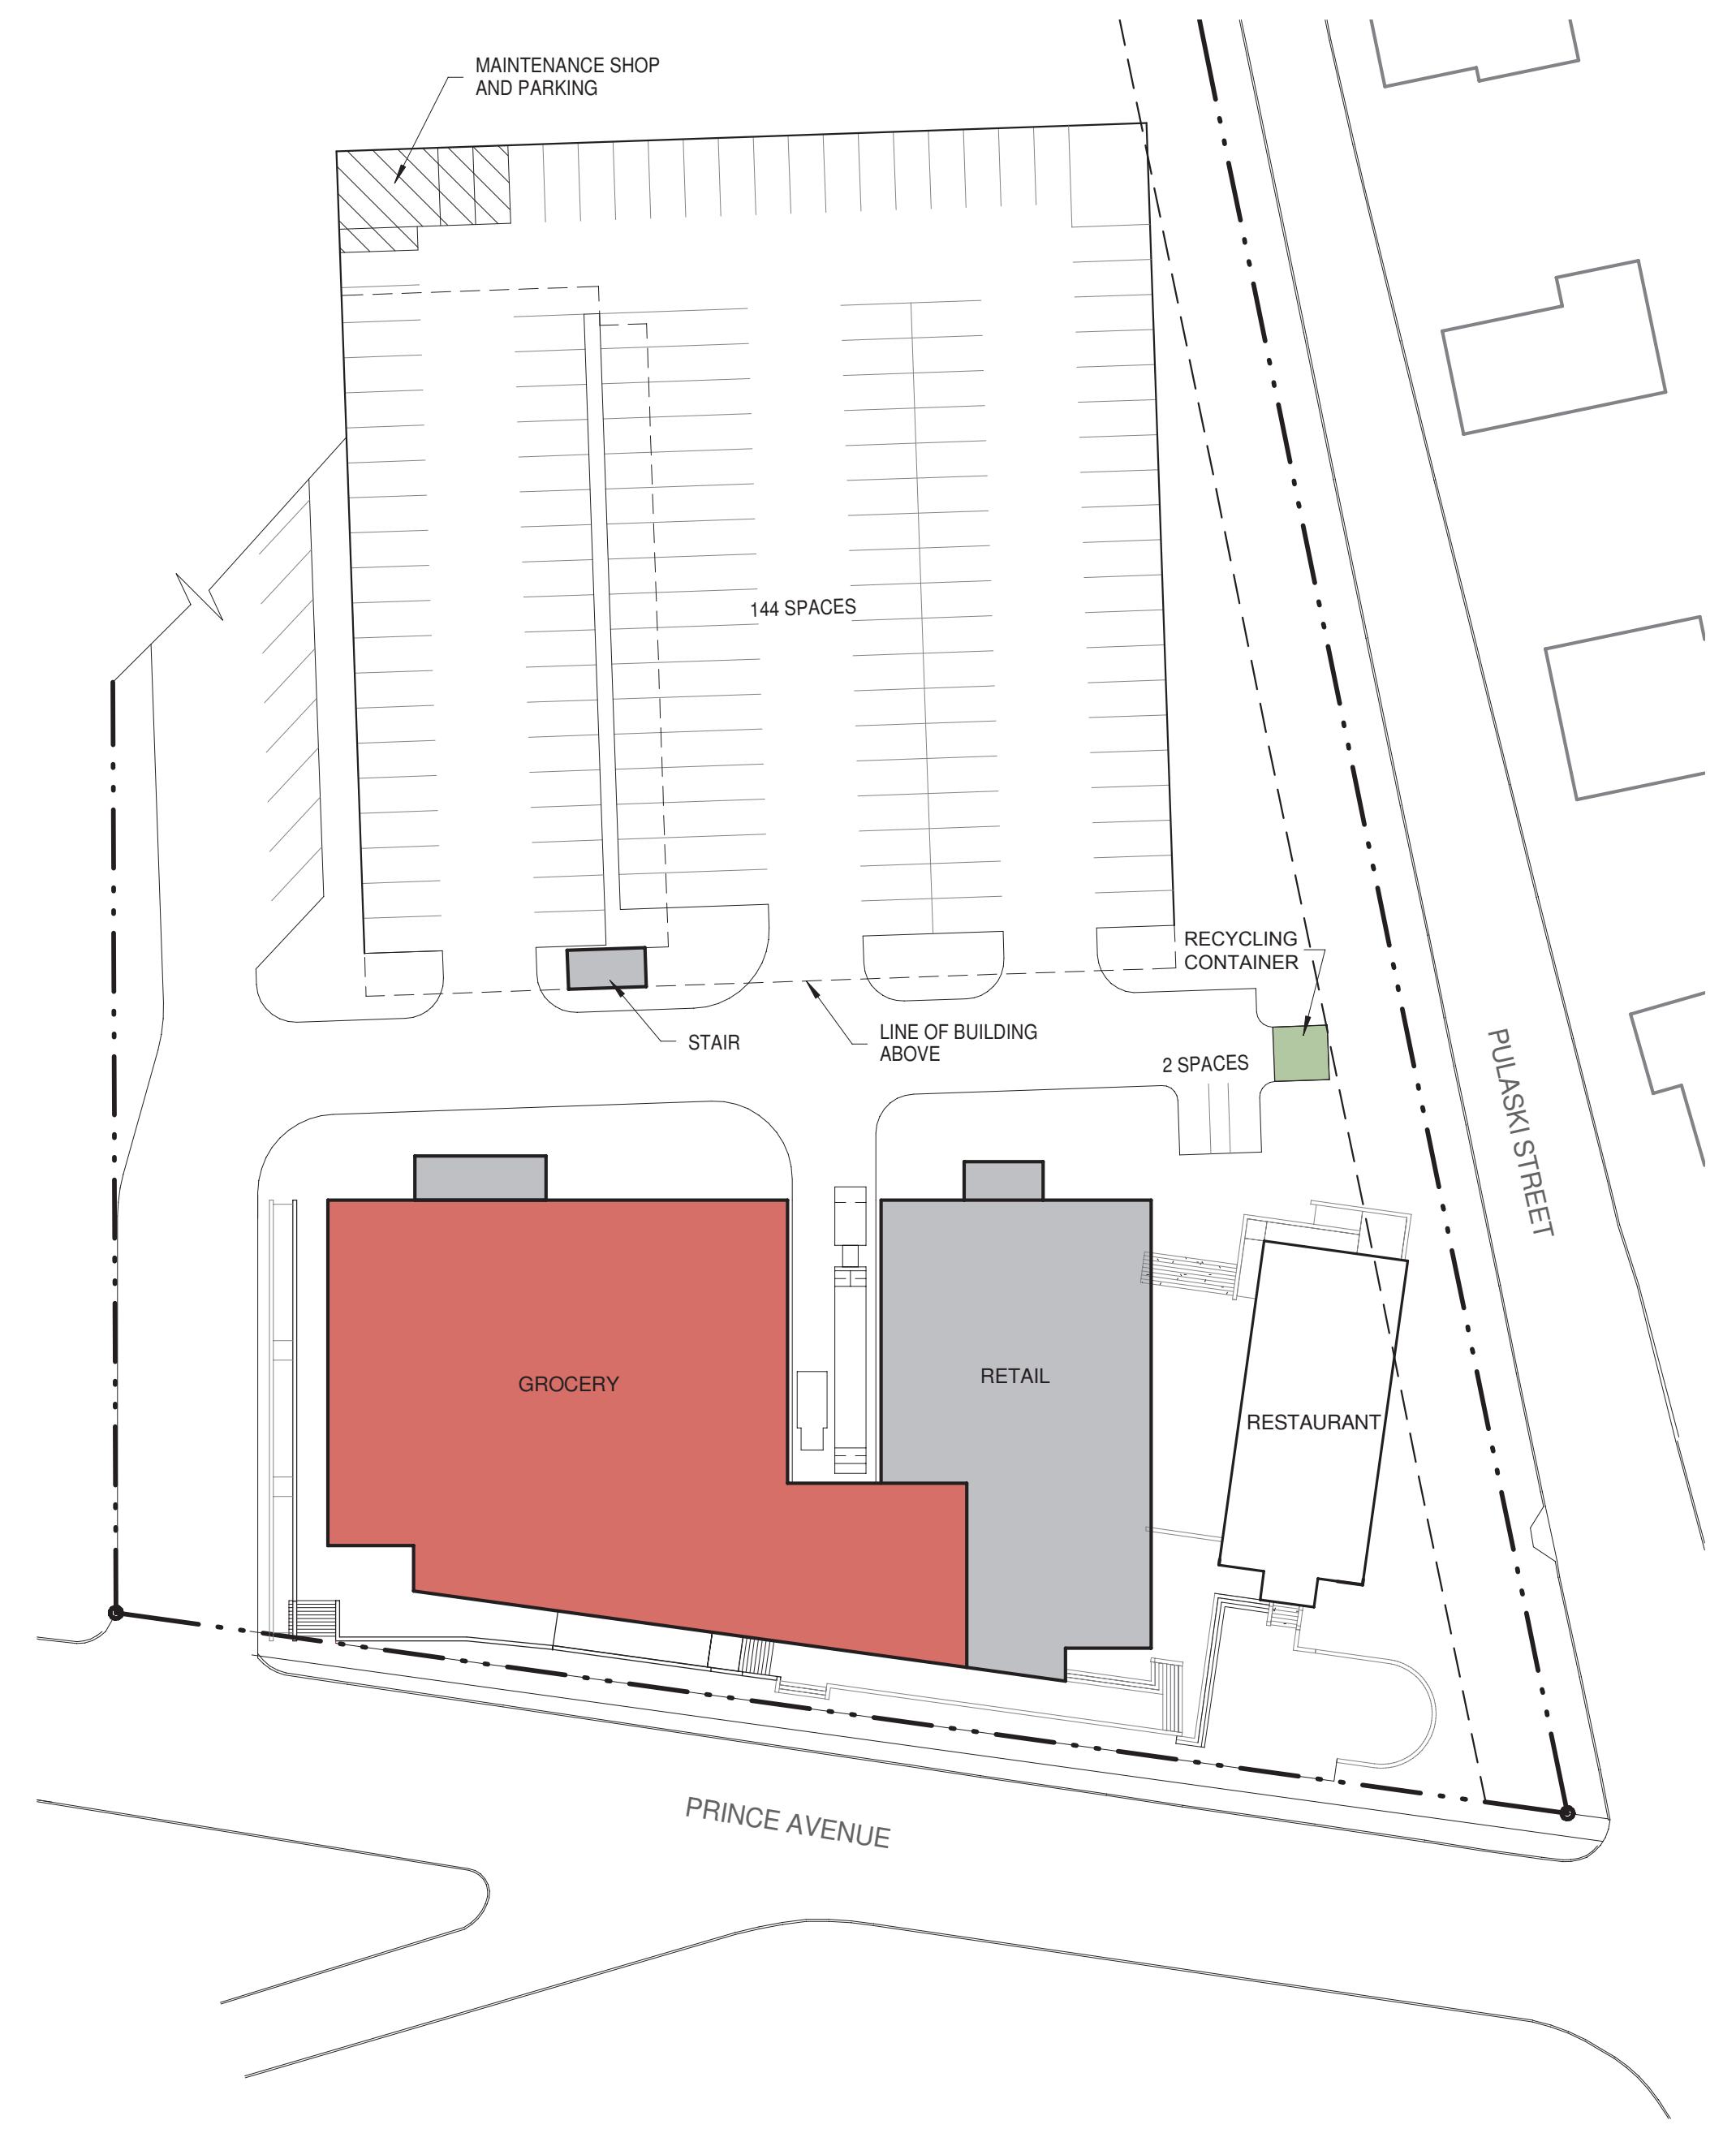 MAINTENANCE SHOP
AND PARKING
144 SPACES
RECYCLING
CONTAINER
STAIR
LINE OF BUILDING
ABOVE
2 SPACES
PULASKI STREET
GROCERY
RETAIL
RESTAURANT
PRINCE AVENUE